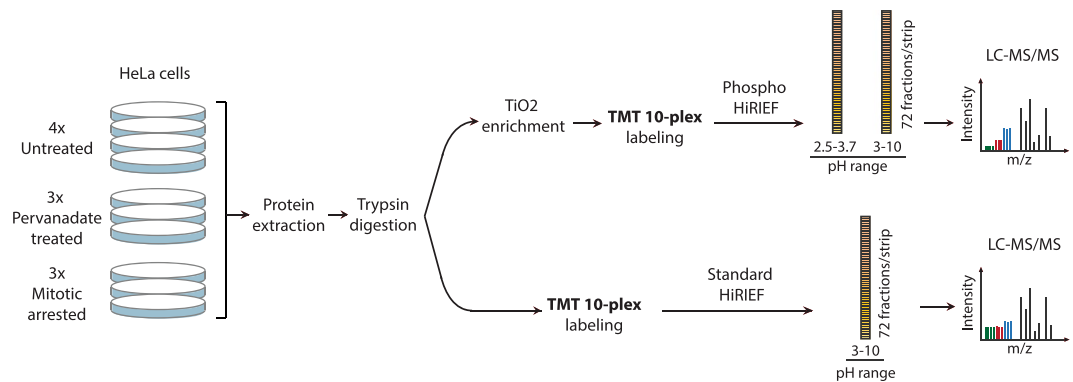 HeLa cells
4x
Untreated
3x
Pervanadate
treated
3x
Mitotic
arrested
Protein
extraction
Trypsin
digestion
TiO2
enrichment
TMT 10-plex
labeling
Phospho
HiRIEF
72 fractions/strip
2.5-3.7
3-10
pH range
LC-MS/MS
Intensity
m/z
TMT 10-plex
labeling
Standard
HiRIEF
72 fractions/strip
3-10
pH range
LC-MS/MS
Intensity
m/z